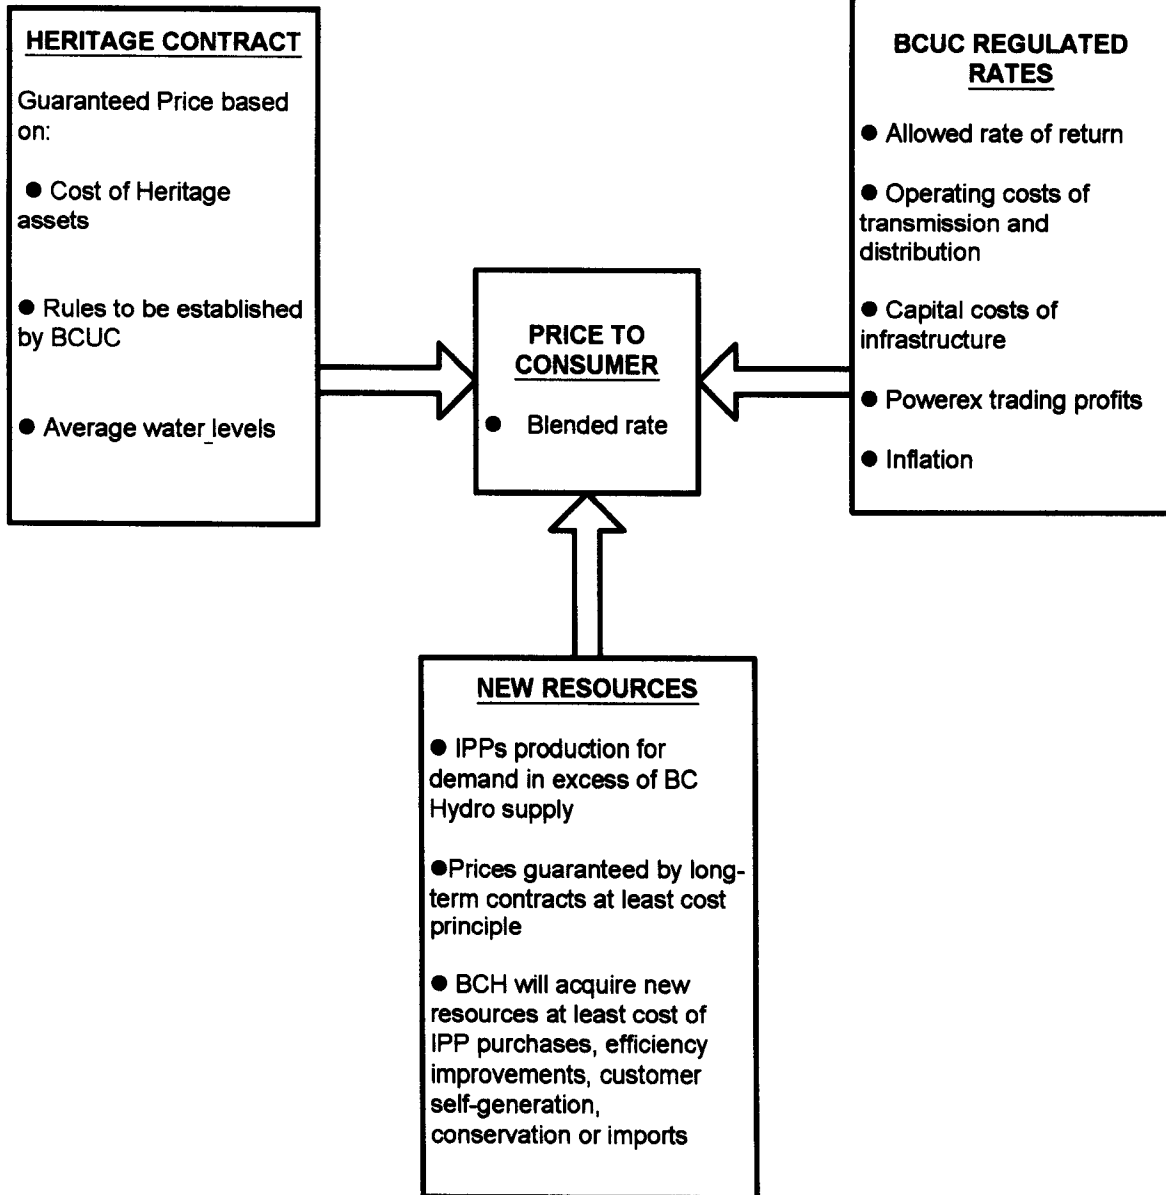 HERITAGE CONTRACT
Guaranteed Price based
on:
● Cost of Heritage
assets
● Rules to be established
by BCUC
● Average water_levels
BCUC REGULATED
RATES
● Allowed rate of return
● Operating costs of
transmission and
distribution
● Capital costs of
infrastructure
● Powerex trading profits
● Inflation
PRICE TO
CONSUMER
● Blended rate
NEW RESOURCES
● IPPs production for
demand in excess of BC
Hydro supply
●Prices guaranteed by long-
term contracts at least cost
principle
● BCH will acquire new
resources at least cost of
IPP purchases, efficiency
improvements, customer
self-generation,
conservation or imports